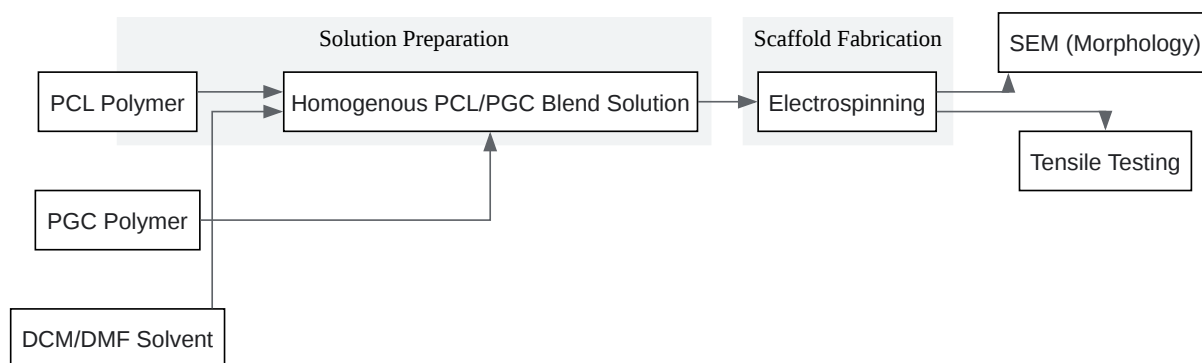 Solution Preparation
Scaffold Fabrication
SEM (Morphology)
PCL Polymer
Homogenous PCL/PGC Blend Solution
Electrospinning
Tensile Testing
PGC Polymer
DCM/DMF Solvent